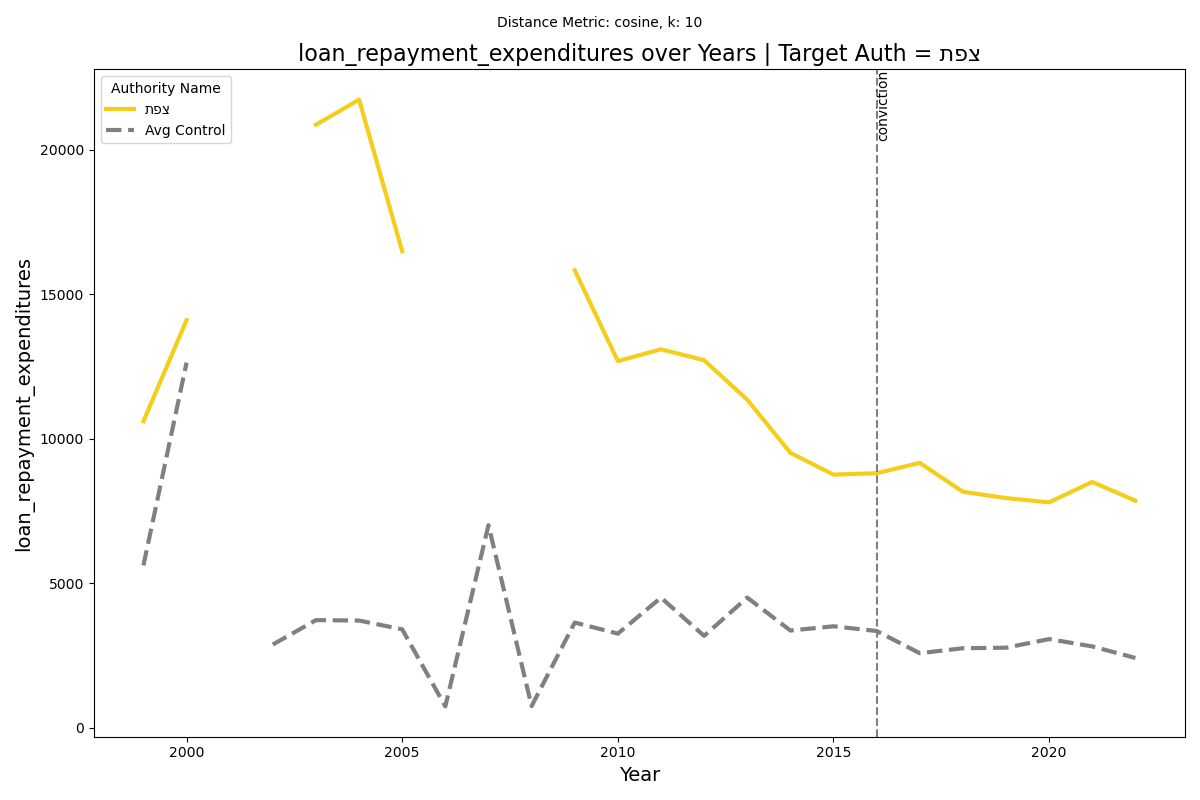 Distance Metric: cosine, k: 10
loan_repayment_expenditures over Years | Target Auth = צפת
Authority Name
צפת
Avg Control
conviction
loan_repayment_expenditures
20000
15000
10000
5000
0
2000
2005
2010
2015
2020
Year